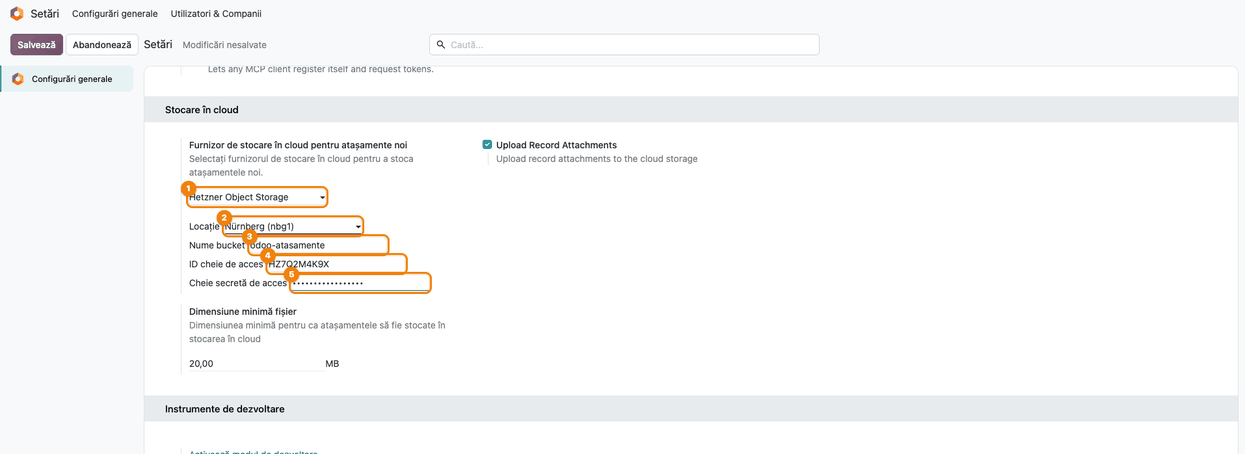 Setări Configurări generale Utilizatori & Companii
Salvează Abandonează Setări Modificări nesalvate Caută...
Configurări generale
Lets any MCP client register itself and request tokens.
Stocare în cloud
Furnizor de stocare în cloud pentru atașamente noi
Selectați furnizorul de stocare în cloud pentru a stoca
atașamentele noi.
Upload Record Attachments
Upload record attachments to the cloud storage
1
Hetzner Object Storage
2
Locație Nürnberg (nbg1)
3
Nume bucket odoo-atasamente
4
ID cheie de acces HZ7Q2M4K9X
5
Cheie secretă de acces •••••••••••••••••
Dimensiune minimă fișier
Dimensiunea minimă pentru ca atașamentele să fie stocate în
stocarea în cloud
20,00 MB
Instrumente de dezvoltare
Activează modul de dezvoltare